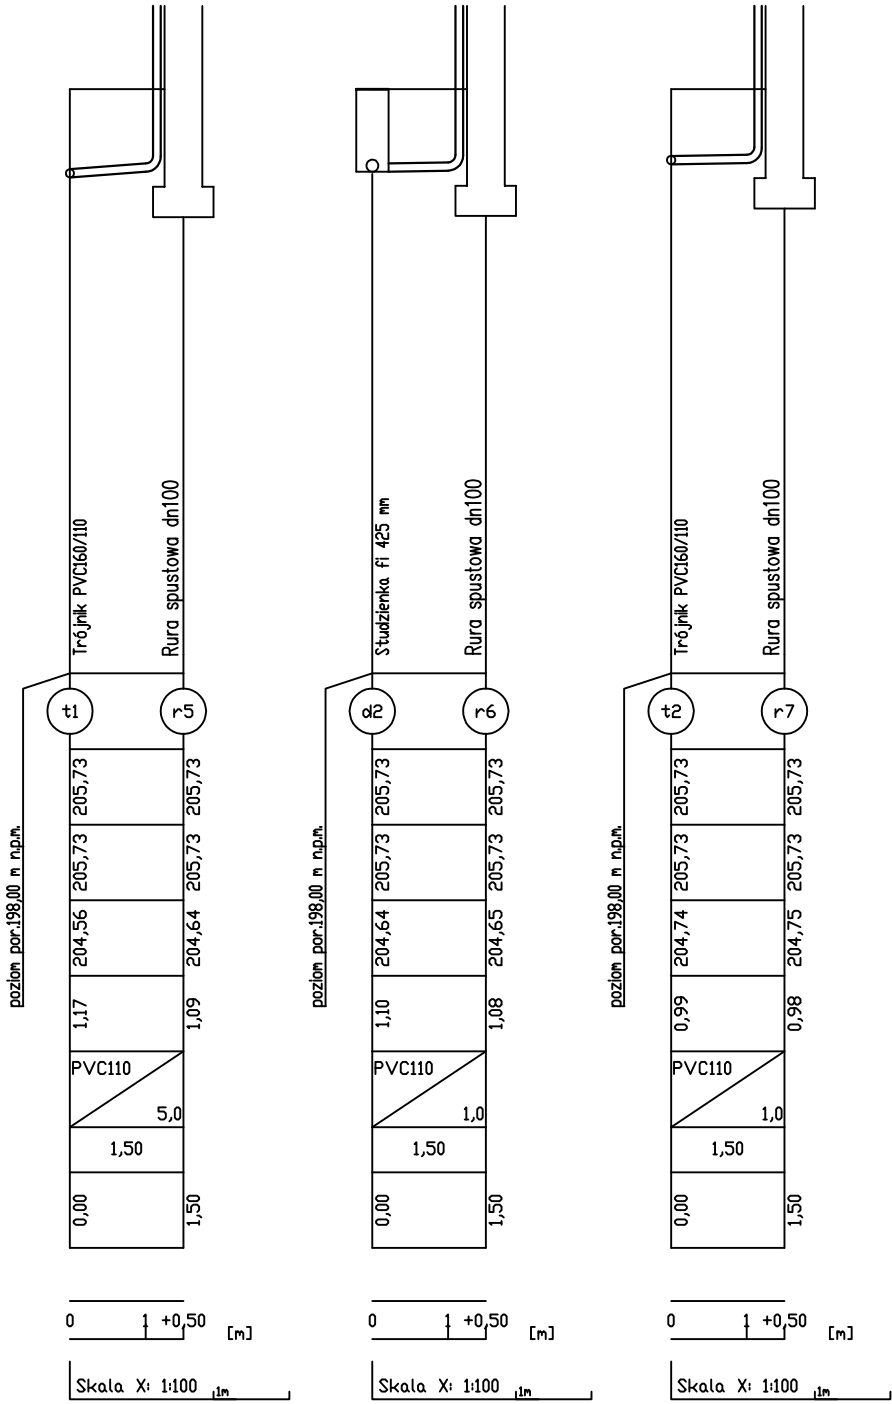 Trójnik PVC160/110
Rura spustowa dn100
poziom por.198,00 m n.p.m.
t1
r5
205,73
205,73
205,73
205,73
204,56
204,64
1,17
1,09
PVC110
5,0
1,50
0,00
1,50
0
1
+0,50
[m]
Skala X: 1:100
1m
Studzienka fi 425 mm
Rura spustowa dn100
poziom por.198,00 m n.p.m.
d2
r6
205,73
205,73
205,73
205,73
204,64
204,65
1,10
1,08
PVC110
1,0
1,50
0,00
1,50
0
1
+0,50
[m]
Skala X: 1:100
1m
Trójnik PVC160/110
Rura spustowa dn100
poziom por.198,00 m n.p.m.
t2
r7
205,73
205,73
205,73
205,73
204,74
204,75
0,99
0,98
PVC110
1,0
1,50
0,00
1,50
0
1
+0,50
[m]
Skala X: 1:100
1m